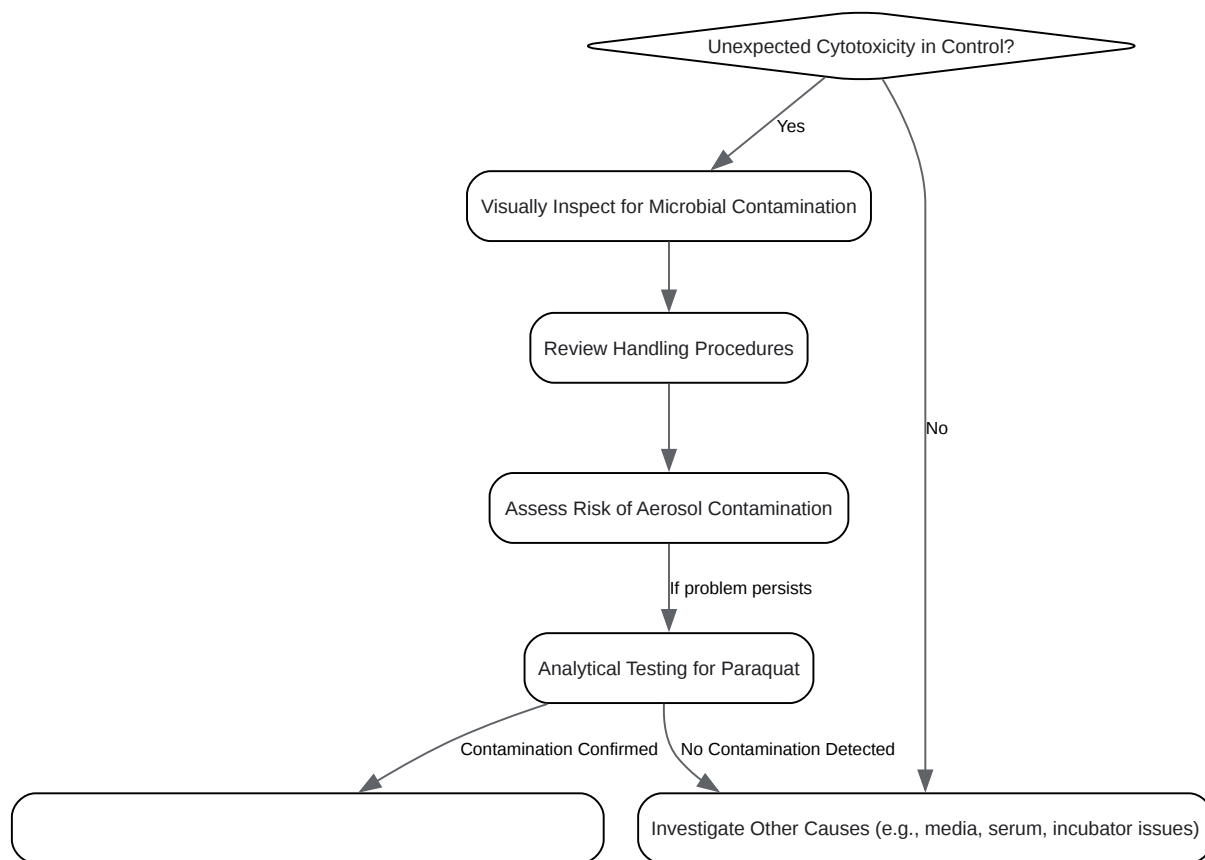 Unexpected Cytotoxicity in Control?
Yes
Visually Inspect for Microbial Contamination
Review Handling Procedures
No
Assess Risk of Aerosol Contamination
If problem persists
Analytical Testing for Paraquat
Contamination Confirmed
No Contamination Detected
Investigate Other Causes (e.g., media, serum, incubator issues)